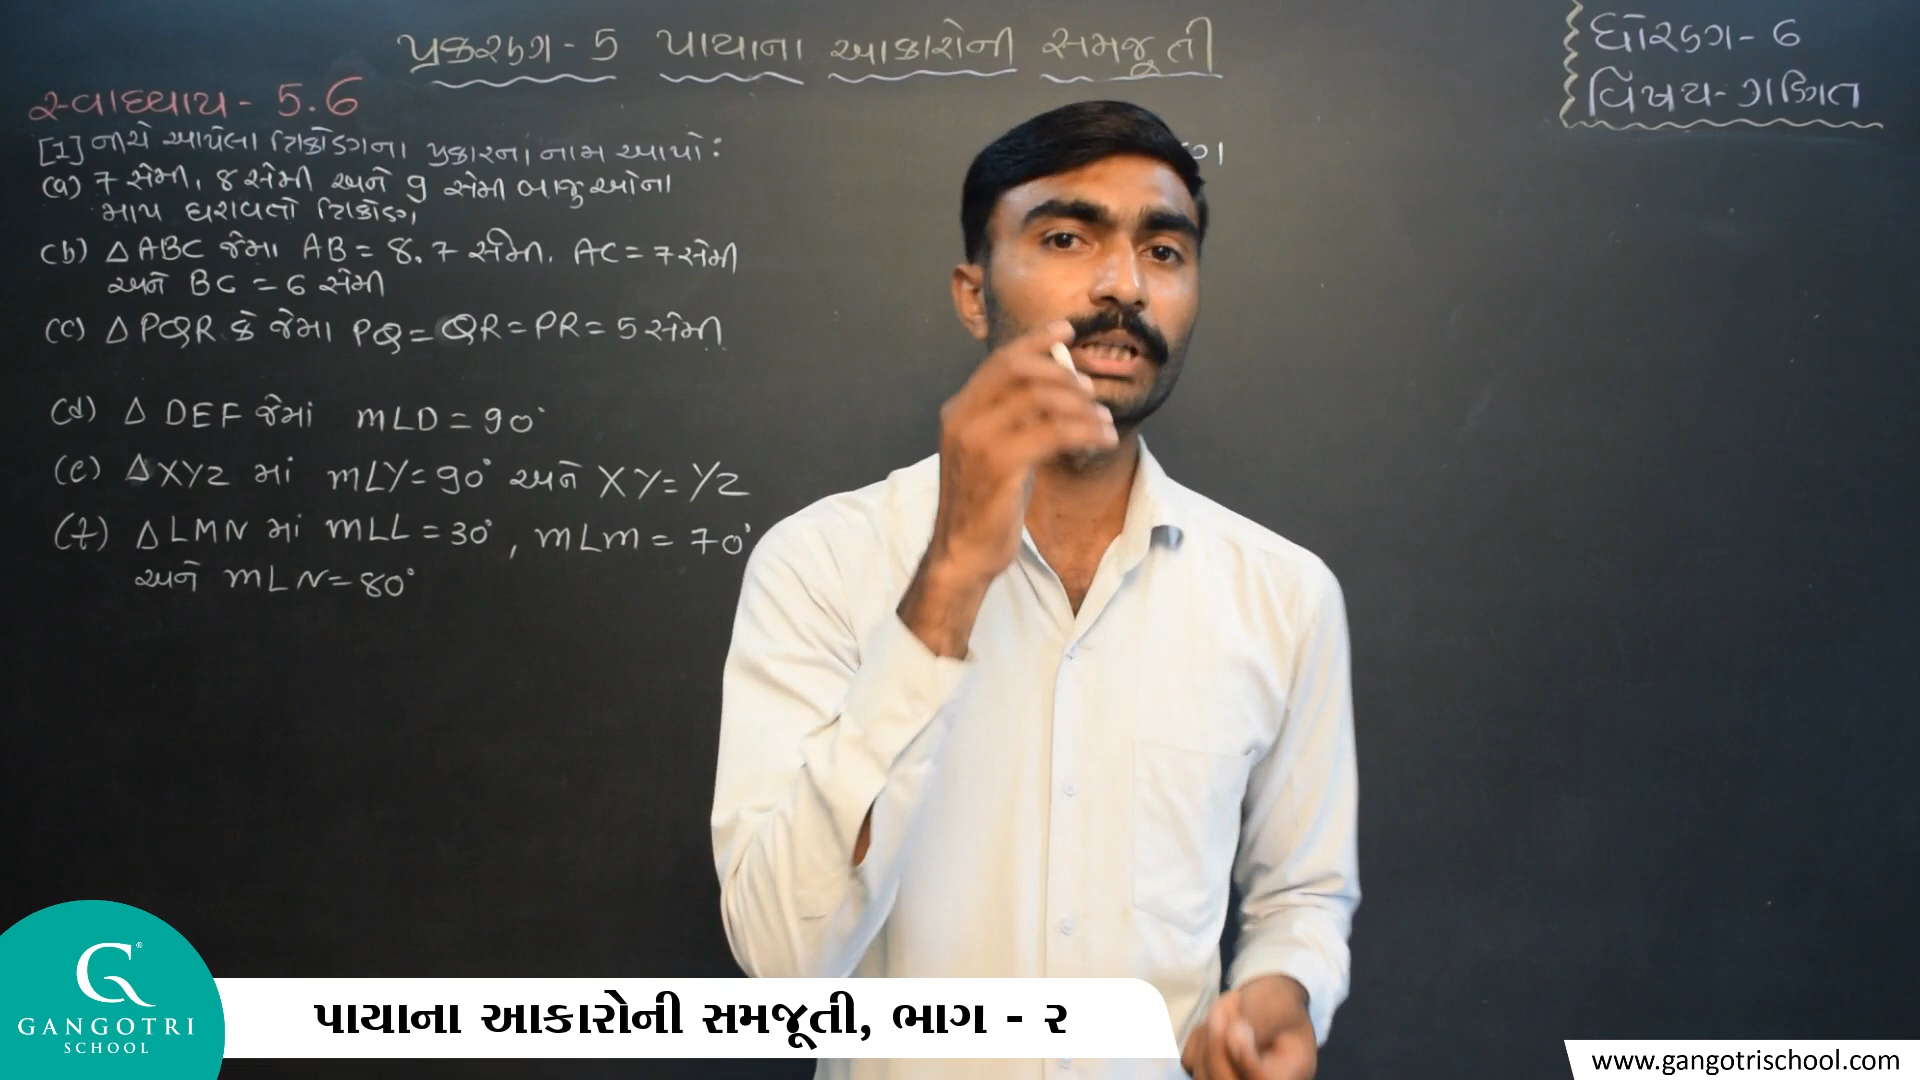 પ્રકરણ - 5 પાયાના આકારોની સમજૂતી
ધોરણ - 6
વિષય - ગણિત
સ્વાધ્યાય - 5.6
[1] નીચે આપેલા ત્રિકોણના પ્રકારના નામ આપો :
(a) 7 સેમી, 8 સેમી અને 9 સેમી બાજુઓના
માપ ધરાવતો ત્રિકોણ
(b) △ ABC જેમા AB = 8.7 સેમી, AC = 7 સેમી
અને BC = 6 સેમી
(c) △ PQR કે જેમા PQ = QR = PR = 5 સેમી.
(d) △ DEF જેમાં m∠D = 90°
(e) △ XYZ માં m∠Y = 90° અને XY = YZ
(f) △ LMN માં m∠L = 30°, m∠M = 70°
અને m∠N = 80°
GANGOTRI
SCHOOL
પાયાના આકારોની સમજૂતી, ભાગ - ૨
www.gangotrischool.com